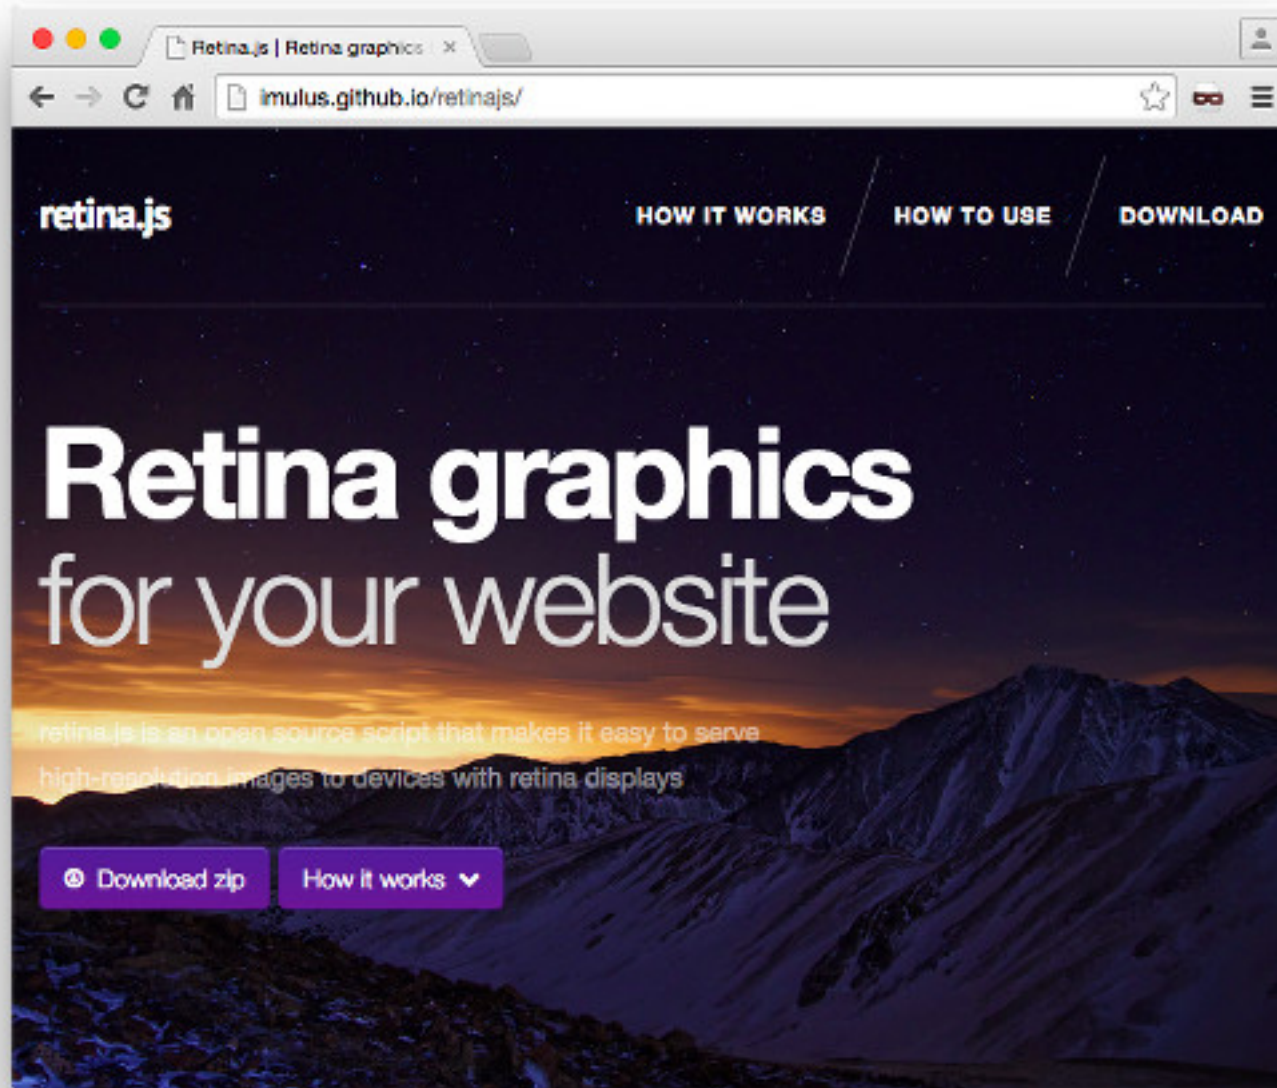 Retina.js | Retina graphics
imulus.github.io/retinajs/
retina.js
HOW IT WORKS
HOW TO USE
DOWNLOAD
Retina graphics
for your website
retina.js is an open source script that makes it easy to serve
high-resolution images to devices with retina displays
Download zip
How it works